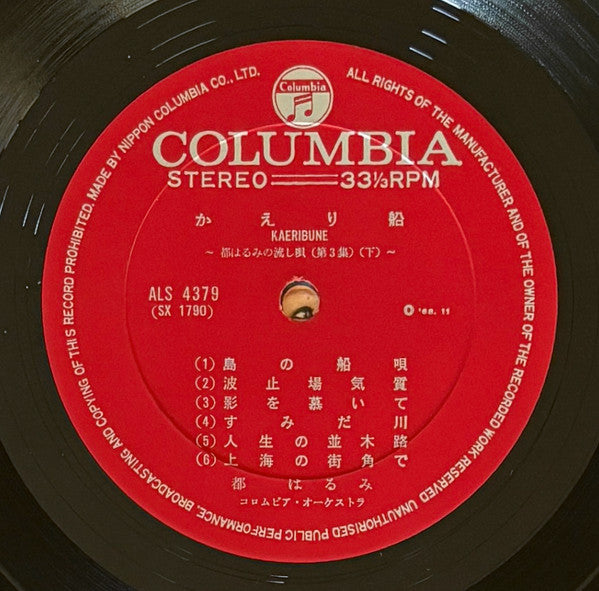 Columbia
COLUMBIA
STEREO 33⅓RPM
かえり船
KAERIBUNE
~ 都はるみの流し唄 (第3集) (下) ~
ALS 4379
(SX 1790)
Ⓟ '68. 11
(1) 島の船唄
(2) 波止場気質
(3) 影を慕いて
(4) すみだ川
(5) 人生の並木路
(6) 上海の街角で
都はるみ
コロムビア・オーケストラ
ALL RIGHTS OF THE MANUFACTURER AND OF THE OWNER OF THE RECORDED WORK RESERVED. UNAUTHORISED PUBLIC PERFORMANCE, BROADCASTING AND COPYING OF THIS RECORD PROHIBITED. MADE BY NIPPON COLUMBIA CO., LTD.